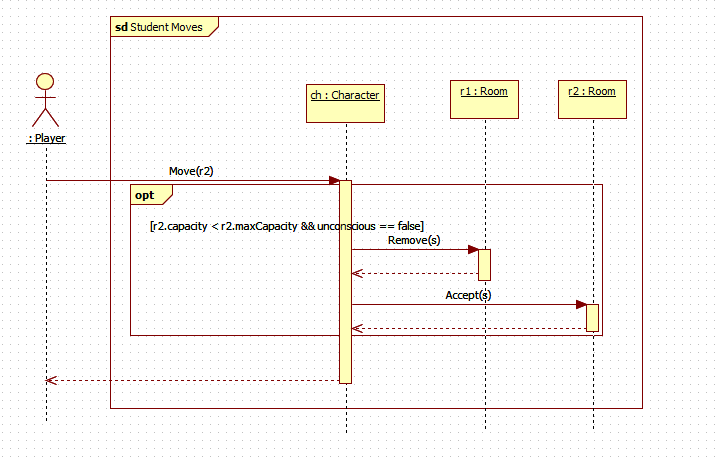 sd Student Moves
ch : Character
r1 : Room
r2 : Room
: Player
Move(r2)
opt
[r2.capacity < r2.maxCapacity && unconscious == false]
Remove(s)
Accept(s)